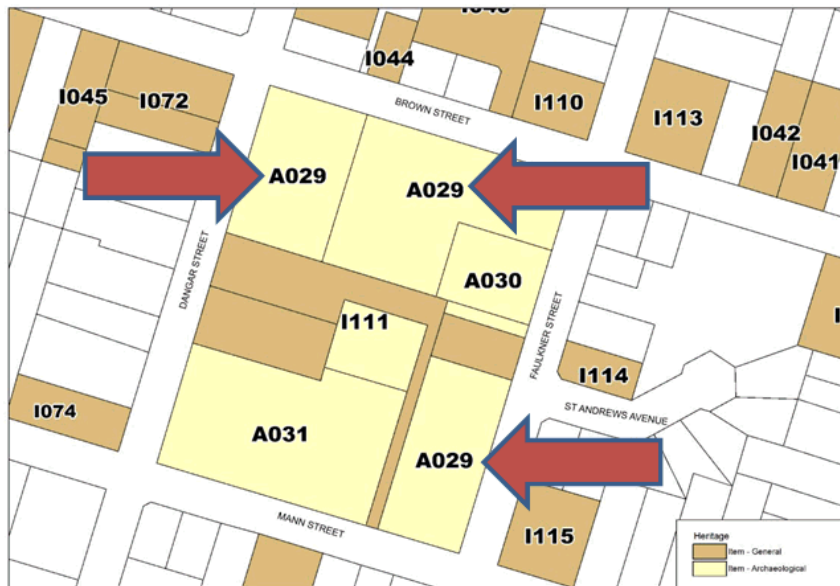 I044
I045
I072
I110
BROWN STREET
I113
I042
I041
A029
A029
A030
DANGAR STREET
I111
FAULKNER STREET
I114
ST ANDREWS AVENUE
I074
A031
A029
MANN STREET
I115
Heritage
Item - General
Item - Archaeological